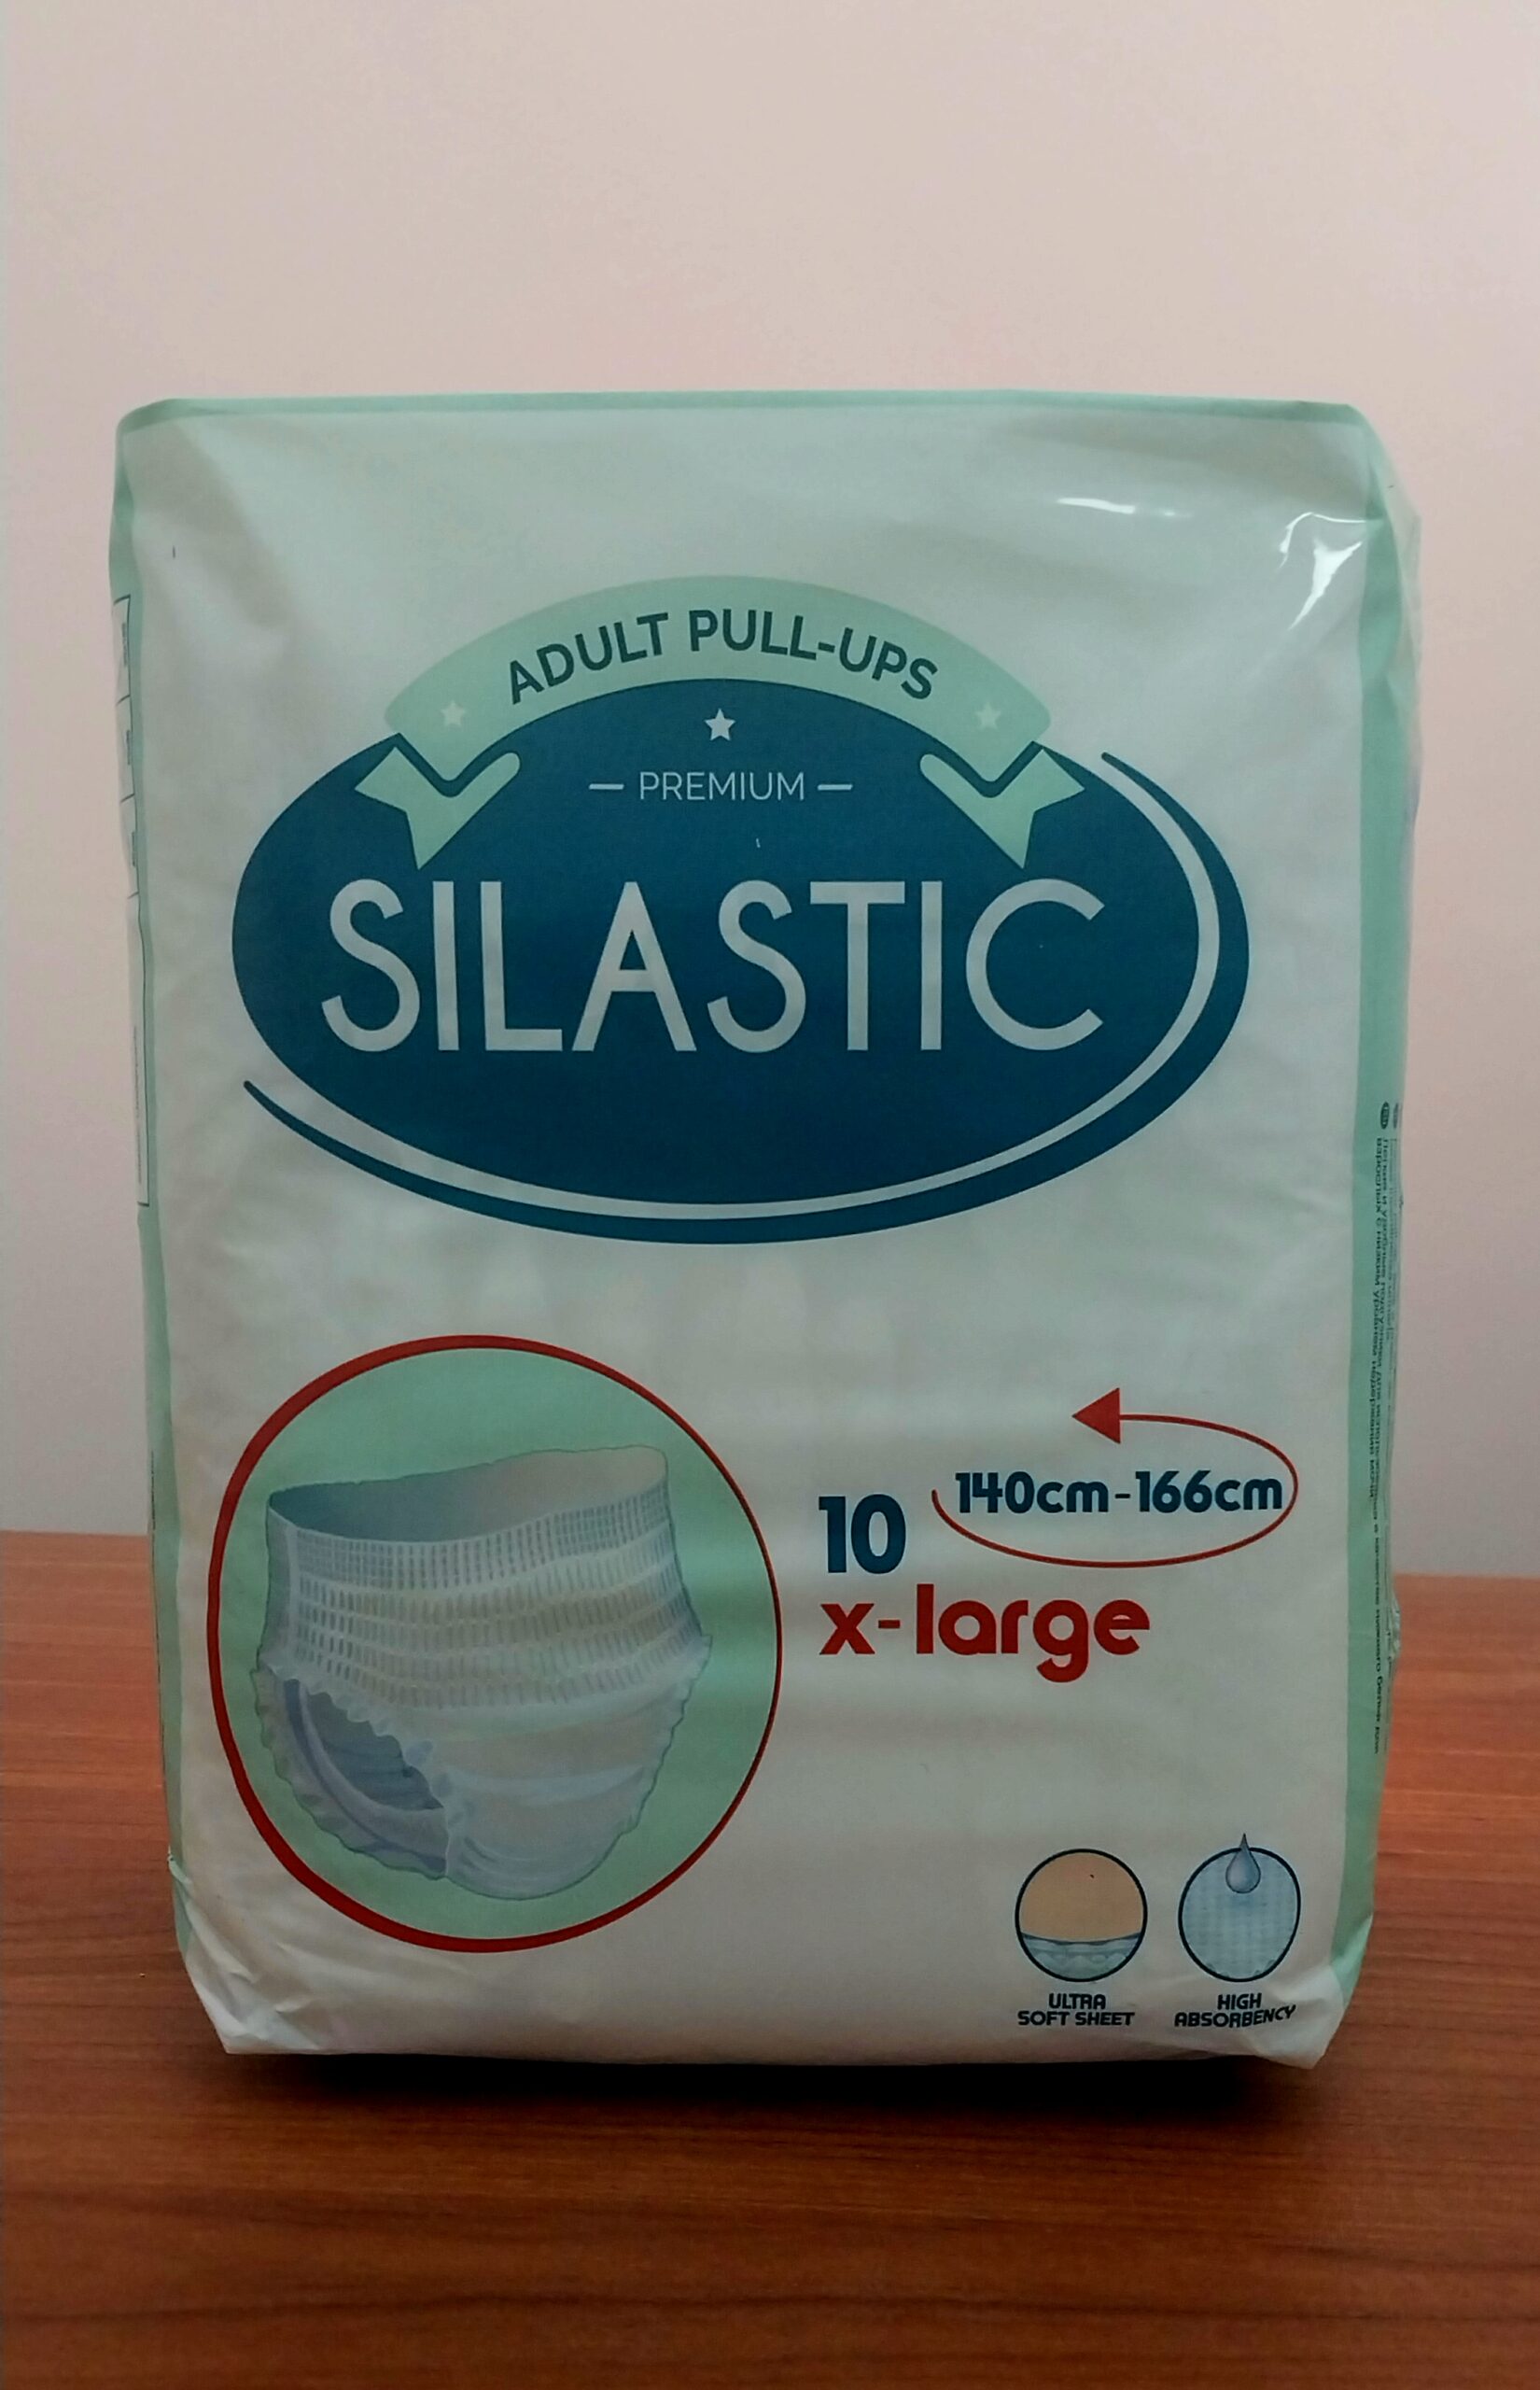 ADULT PULL-UPS
PREMIUM
SILASTIC
140cm-166cm
10
x-large
ULTRA
SOFT SHEET
HIGH
ABSORBENCY